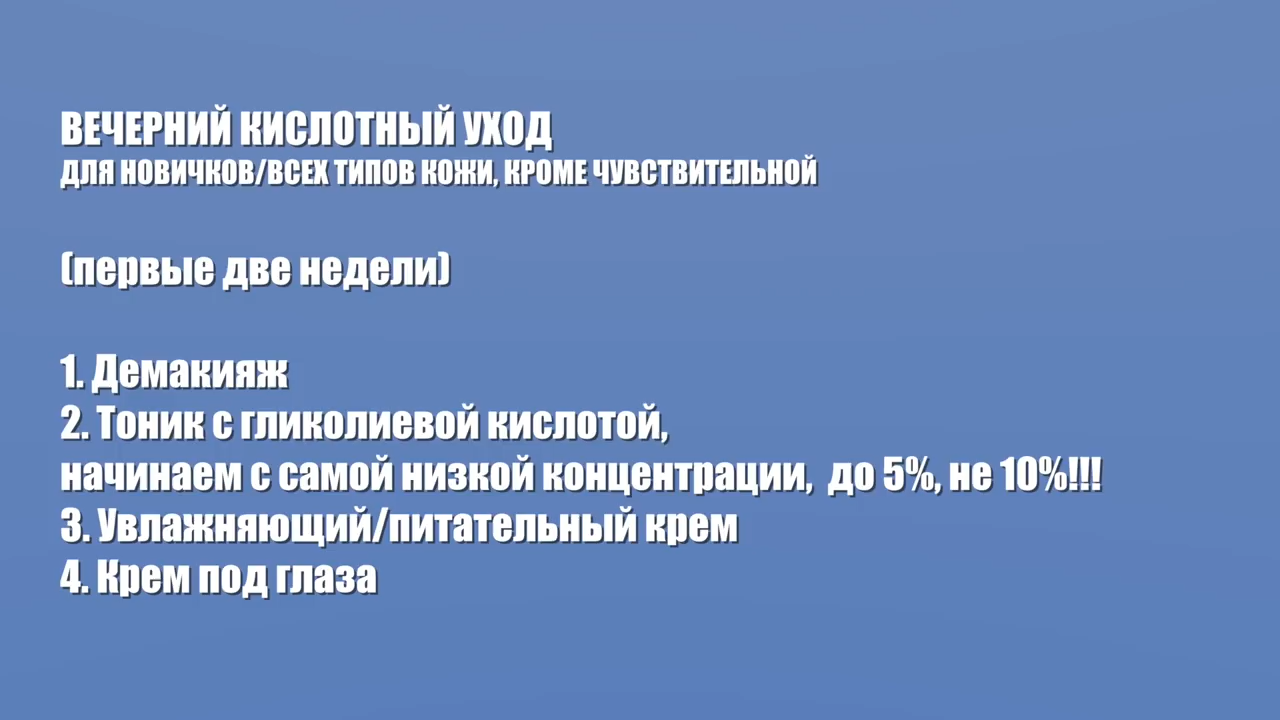 ВЕЧЕРНИЙ КИСЛОТНЫЙ УХОД
ДЛЯ НОВИЧКОВ/ВСЕХ ТИПОВ КОЖИ, КРОМЕ ЧУВСТВИТЕЛЬНОЙ
(первые две недели)
1. Демакияж
2. Тоник с гликолиевой кислотой,
начинаем с самой низкой концентрации,  до 5%, не 10%!!!
3. Увлажняющий/питательный крем
4. Крем под глаза